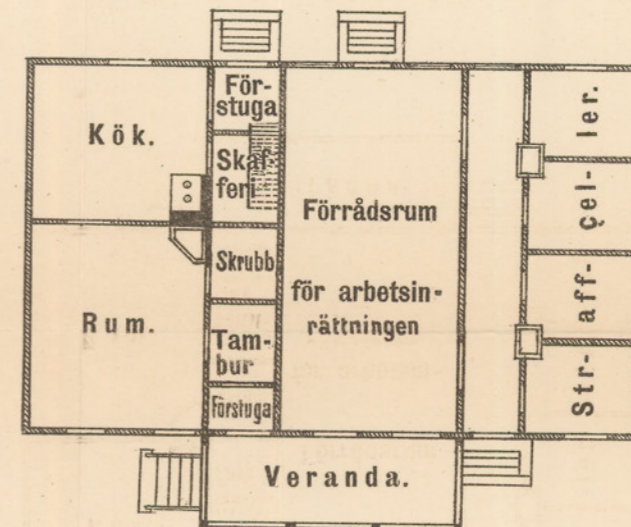 För-
stuga
Kök.
Skaf-
feri
Förrådsrum
Skrubb
för arbetsin-
rättningen
Rum.
Tam-
bur
Förstuga
Veranda.
Str-
aff-
çel-
ler.